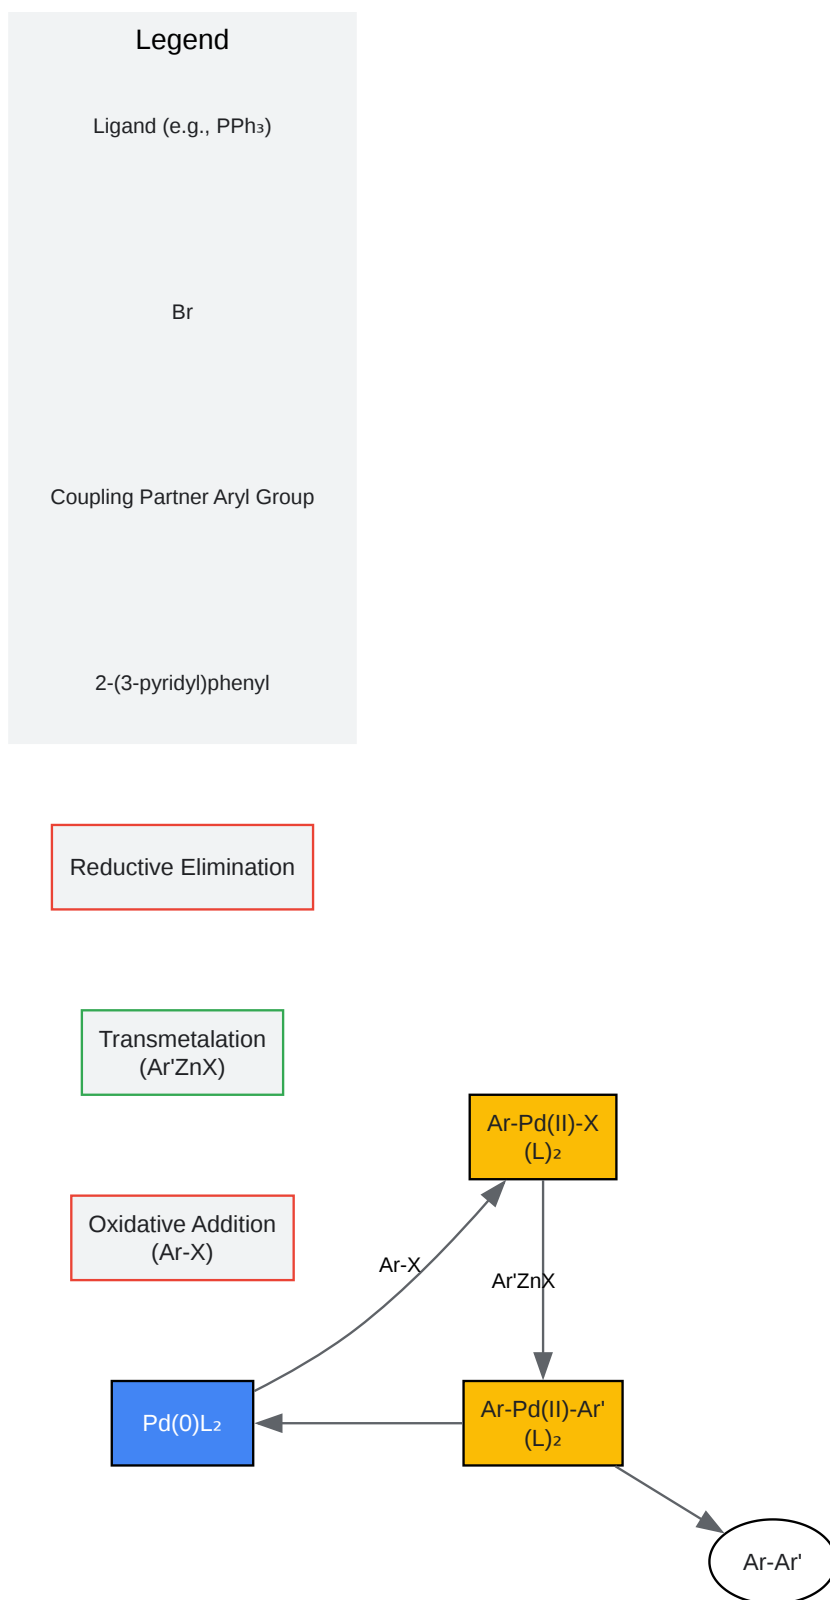 Legend
Ligand (e.g., PPh₃)
Br
Coupling Partner Aryl Group
2-(3-pyridyl)phenyl
Reductive Elimination
Transmetalation
(Ar'ZnX)
Ar-Pd(II)-X
(L)₂
Oxidative Addition
(Ar-X)
Ar-X
Ar'ZnX
Pd(0)L₂
Ar-Pd(II)-Ar'
(L)₂
Ar-Ar'